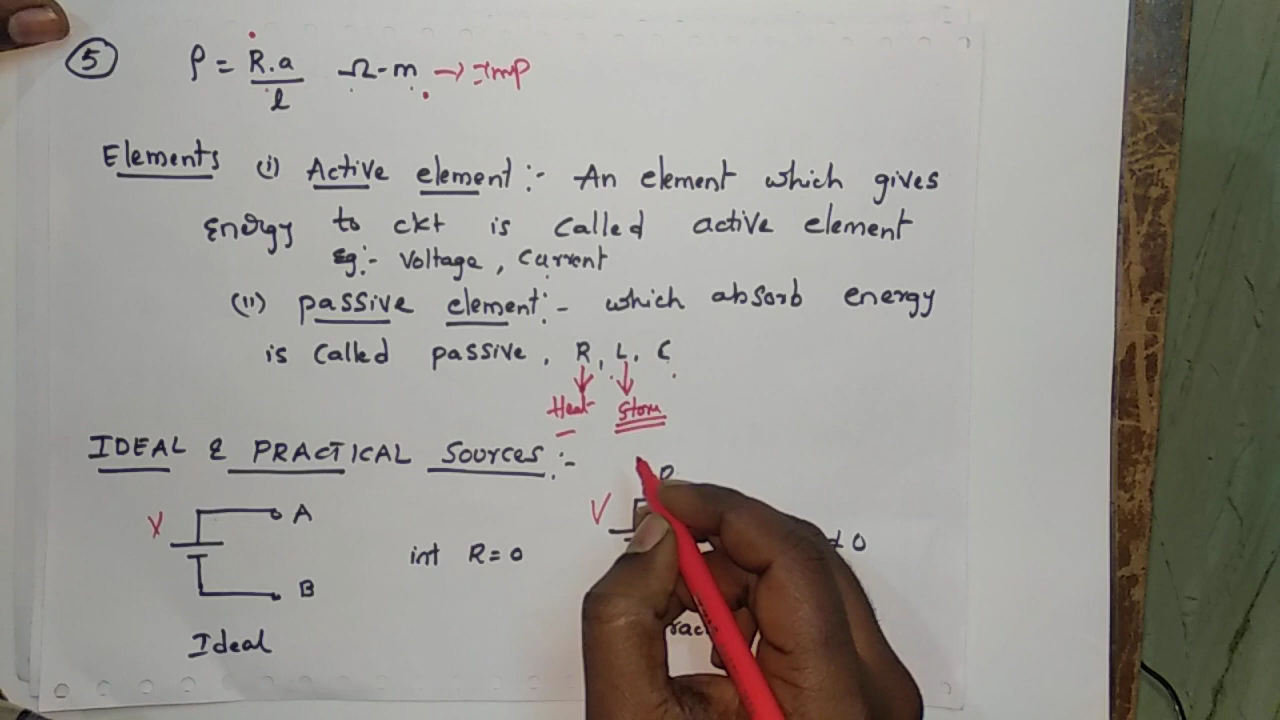 5 ρ = R.a / l Ω-m → Imp
Elements (i) Active element :- An element which gives
energy to ckt is called active element
Eg:- Voltage, current
(ii) passive element :- which absorb energy
is called passive, R, L, C
Heat Store
IDEAL & PRACTICAL Sources :-
X A V
int R = 0
B
Ideal